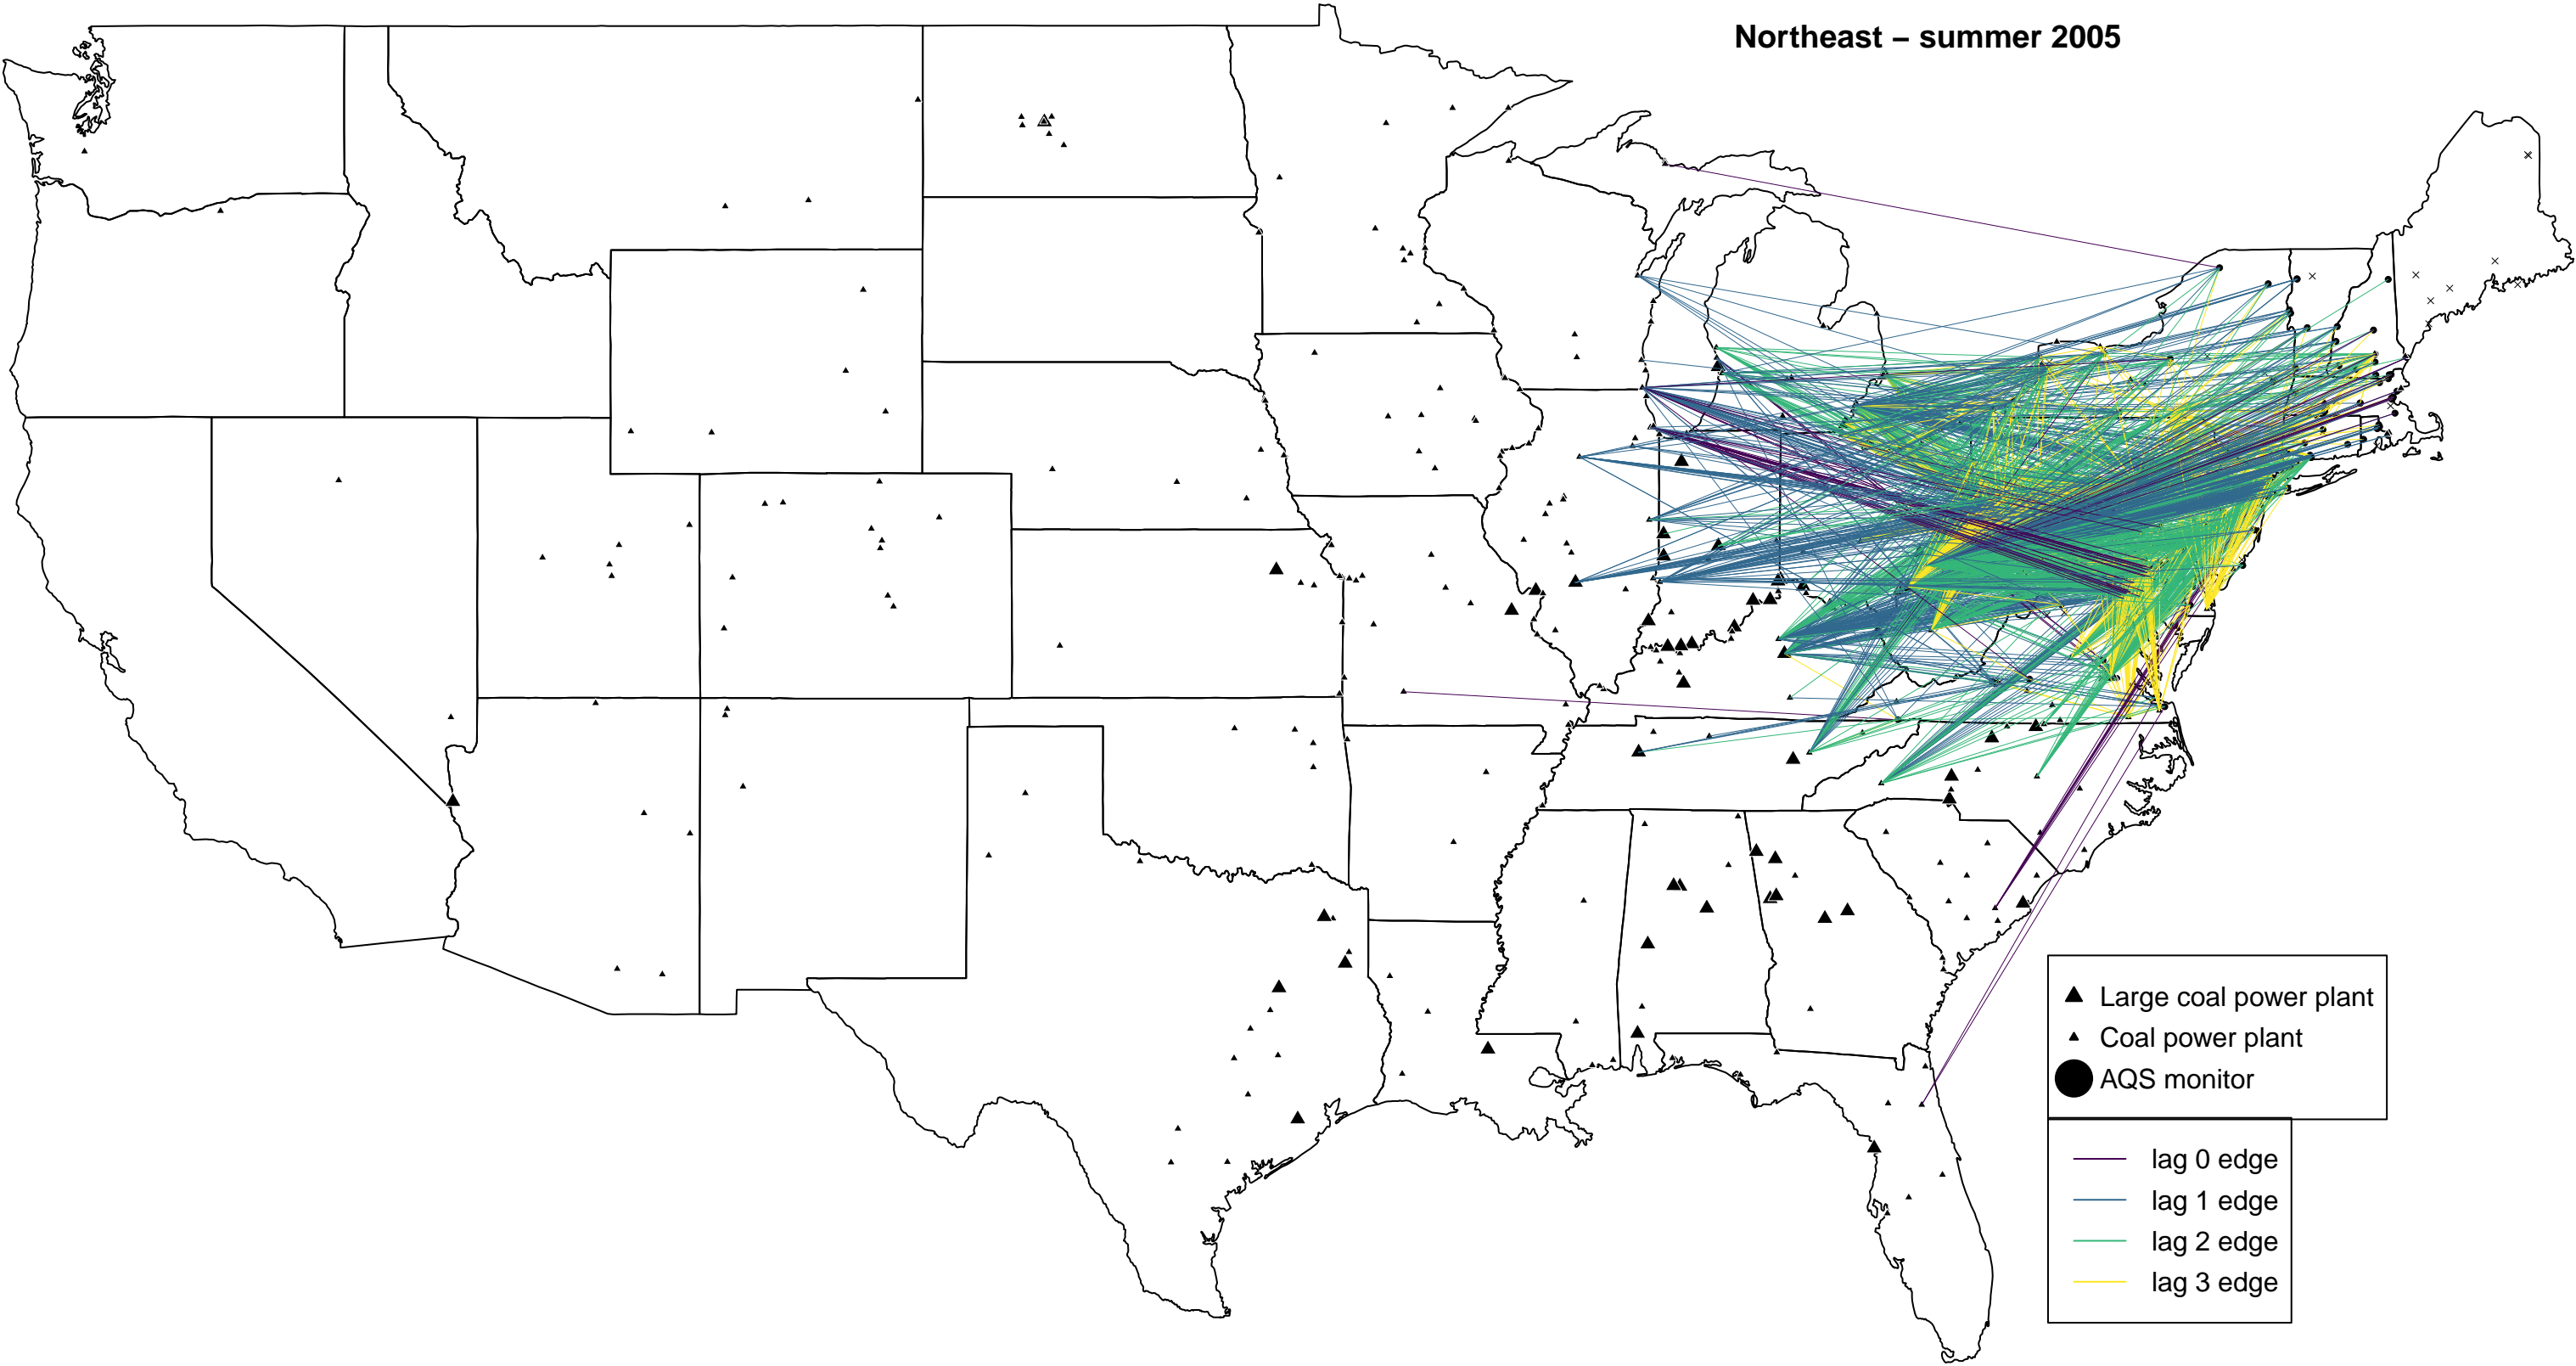 Northeast – summer 2005
Large coal power plant
Coal power plant
AQS monitor
lag 0 edge
lag 1 edge
lag 2 edge
lag 3 edge